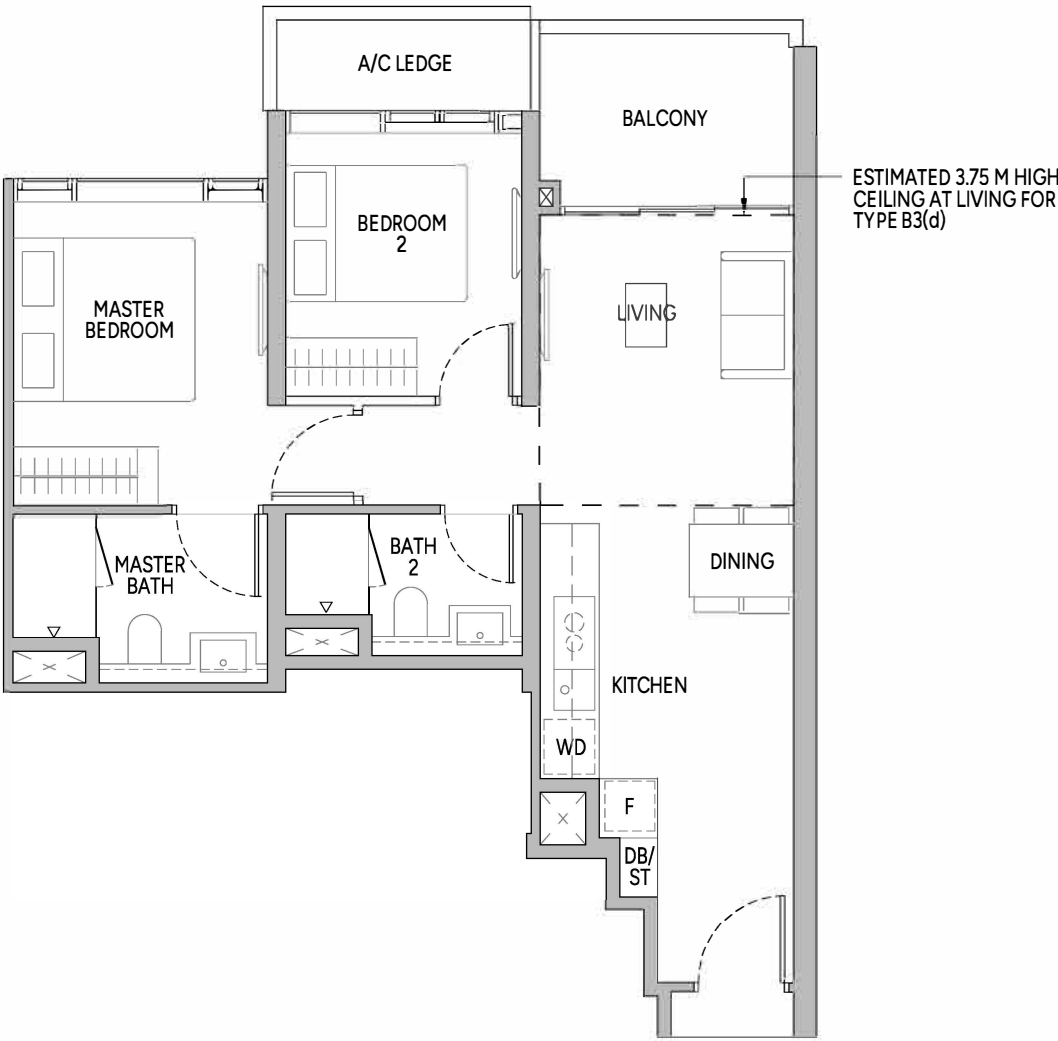 A/C LEDGE
BALCONY
ESTIMATED 3.75 M HIGH
CEILING AT LIVING FOR
TYPE B3(d)
BEDROOM
2
MASTER
BEDROOM
LIVING
MASTER
BATH
BATH
2
DINING
KITCHEN
WD
F
DB/
ST